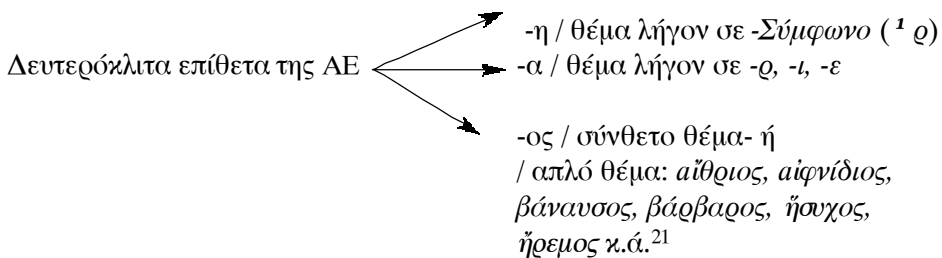 -η / θέμα λήγον σε -Σύμφωνο (¹ ρ)
Δευτερόκλιτα επίθετα της ΑΕ -α / θέμα λήγον σε -ρ, -ι, -ε
-ος / σύνθετο θέμα- ή
/ απλό θέμα: αἴθριος, αἰφνίδιος,
βάναυσος, βάρβαρος, ἥσυχος,
ἤρεμος κ.ά.21